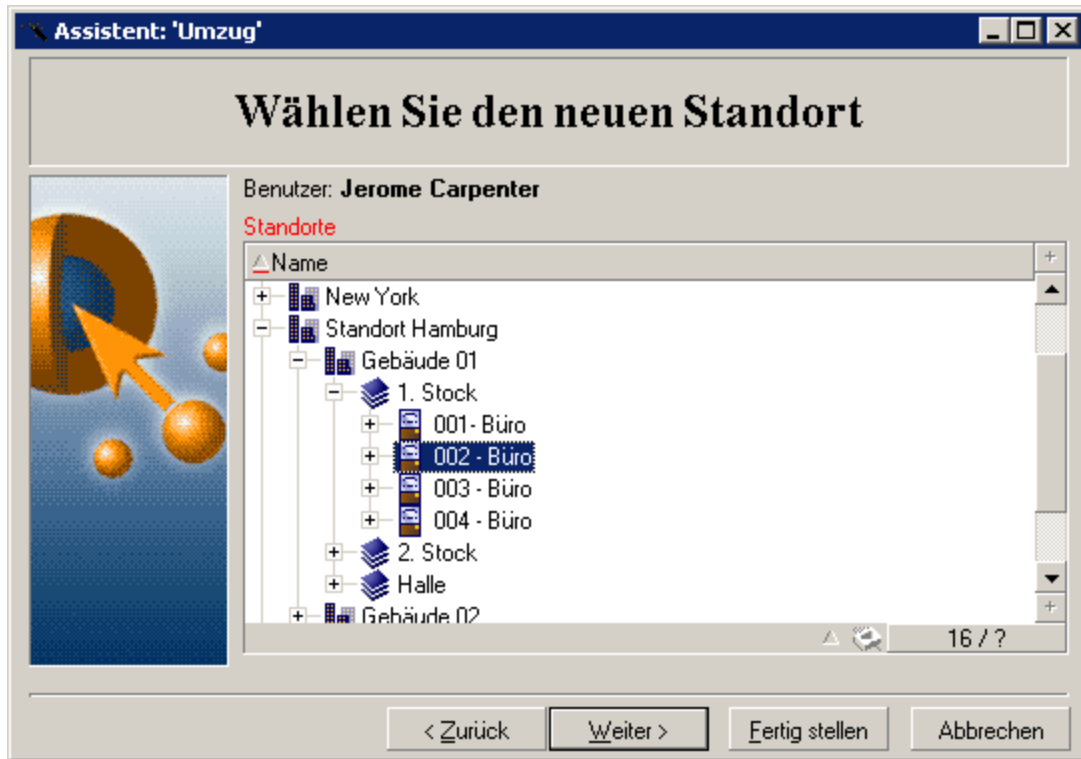 Assistent: 'Umzug'
Wählen Sie den neuen Standort
Benutzer: Jerome Carpenter
Standorte
Name
New York
Standort Hamburg
Gebäude 01
1. Stock
001- Büro
002 - Büro
003 - Büro
004 - Büro
2. Stock
Halle
Gebäude 02
16 / ?
< Zurück Weiter > Fertig stellen Abbrechen